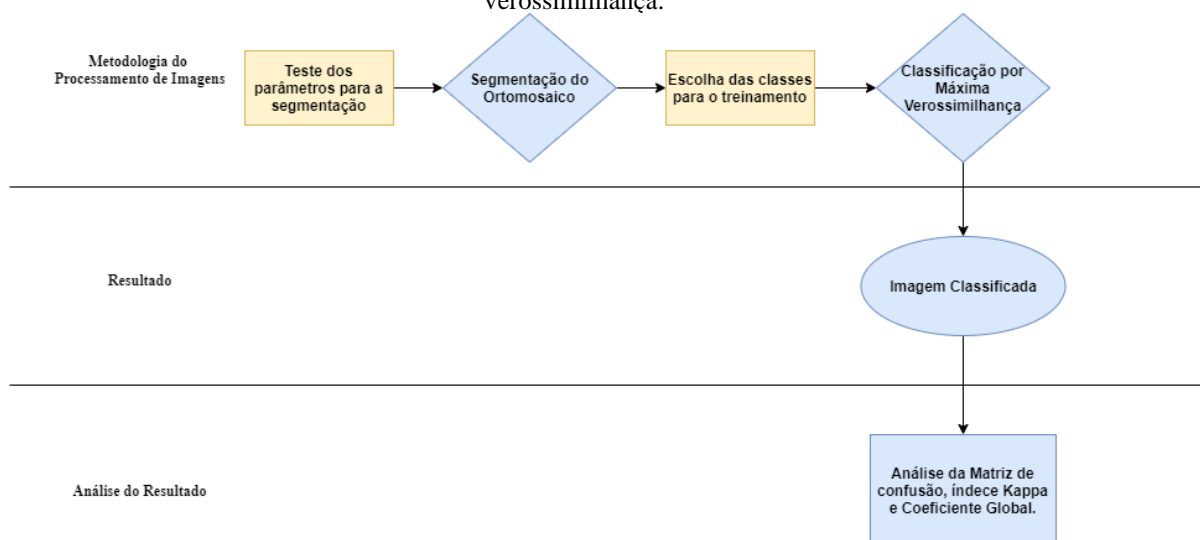 verossimilhança.
Metodologia do
Processamento de Imagens
Teste dos
parâmetros para a
segmentação
Segmentação do
Ortomosaico
Escolha das classes
para o treinamento
Classificação por
Máxima
Verossimilhança
Resultado
Imagem Classificada
Análise do Resultado
Análise da Matriz de
confusão, índece Kappa
e Coeficiente Global.